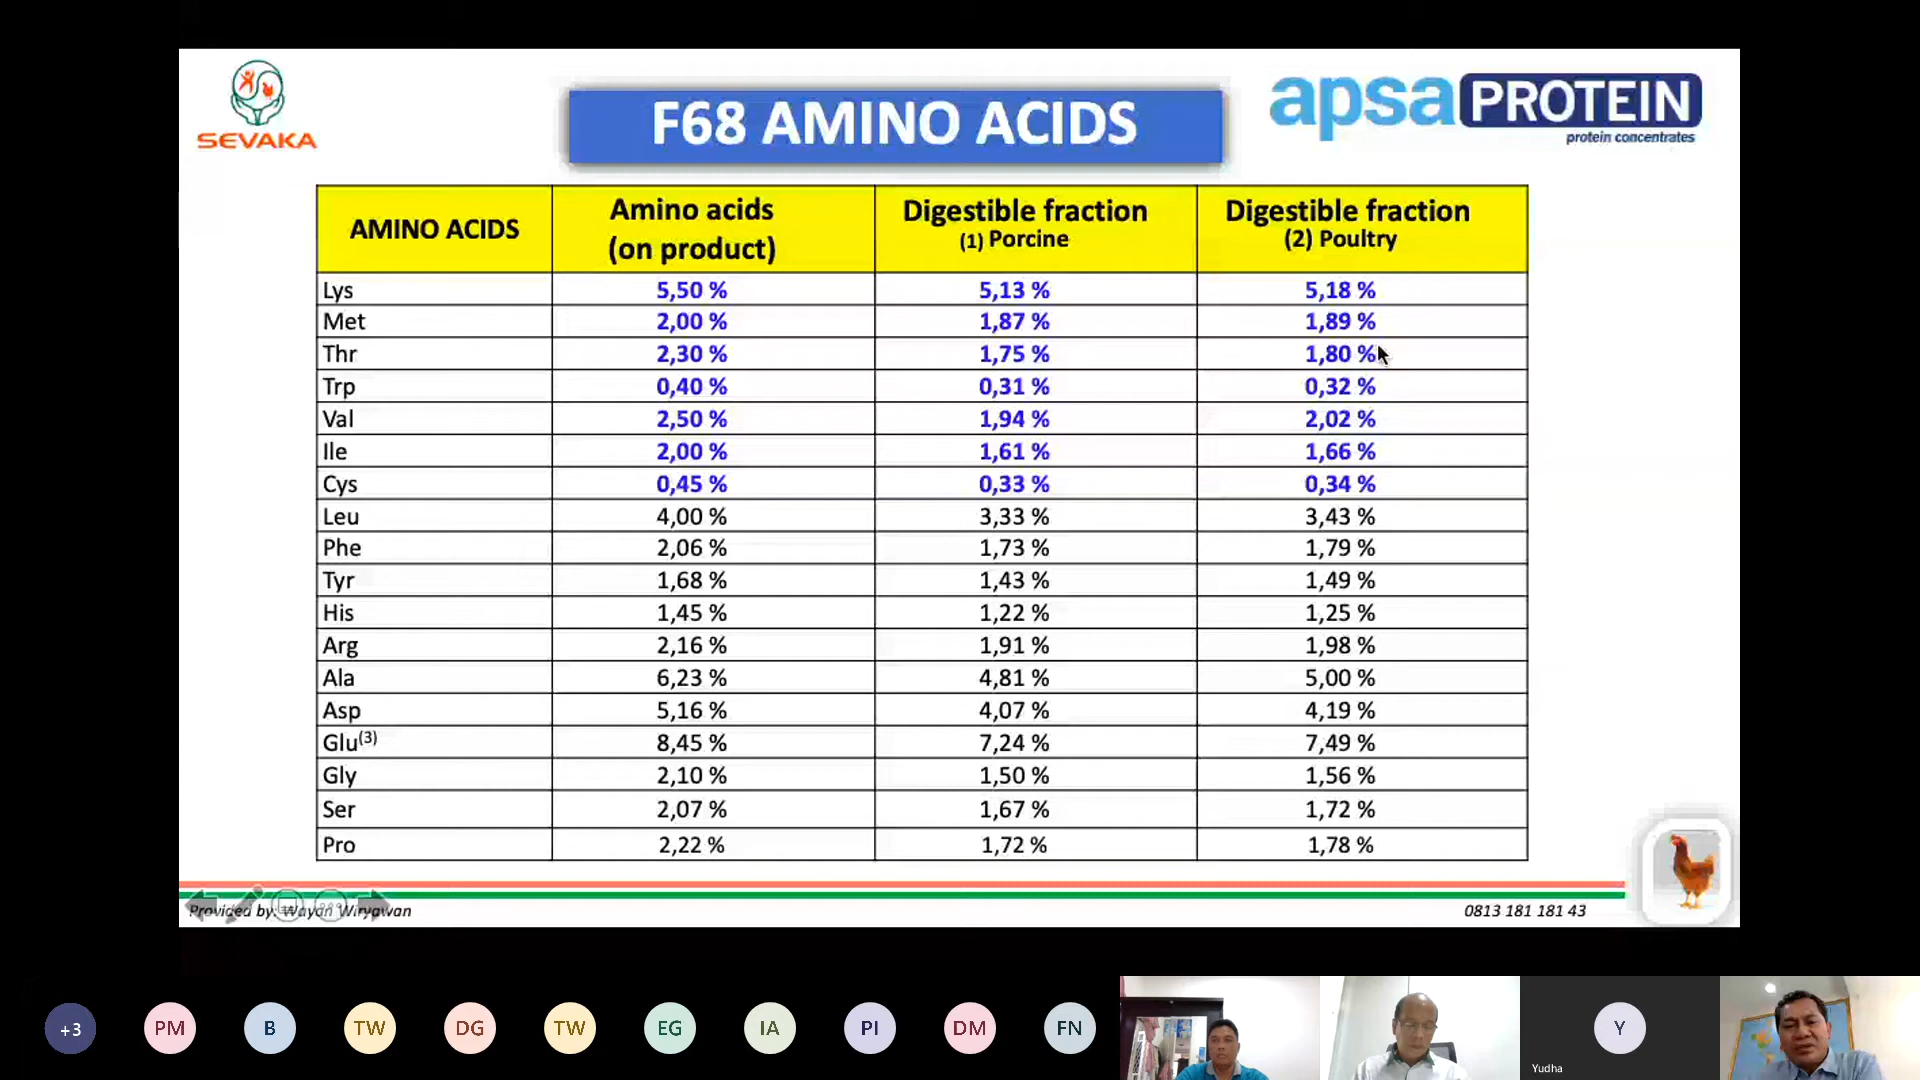 SEVAKA
F68 AMINO ACIDS
apsa PROTEIN
protein concentrates
AMINO ACIDS
Amino acids
(on product)
Digestible fraction
(1) Porcine
Digestible fraction
(2) Poultry
Lys 5,50 % 5,13 % 5,18 %
Met 2,00 % 1,87 % 1,89 %
Thr 2,30 % 1,75 % 1,80 %
Trp 0,40 % 0,31 % 0,32 %
Val 2,50 % 1,94 % 2,02 %
Ile 2,00 % 1,61 % 1,66 %
Cys 0,45 % 0,33 % 0,34 %
Leu 4,00 % 3,33 % 3,43 %
Phe 2,06 % 1,73 % 1,79 %
Tyr 1,68 % 1,43 % 1,49 %
His 1,45 % 1,22 % 1,25 %
Arg 2,16 % 1,91 % 1,98 %
Ala 6,23 % 4,81 % 5,00 %
Asp 5,16 % 4,07 % 4,19 %
Glu(3) 8,45 % 7,24 % 7,49 %
Gly 2,10 % 1,50 % 1,56 %
Ser 2,07 % 1,67 % 1,72 %
Pro 2,22 % 1,72 % 1,78 %
Provided by: Wayan Wiryawan
0813 181 181 43
+3 PM B TW DG TW EG IA PI DM FN Y
Yudha